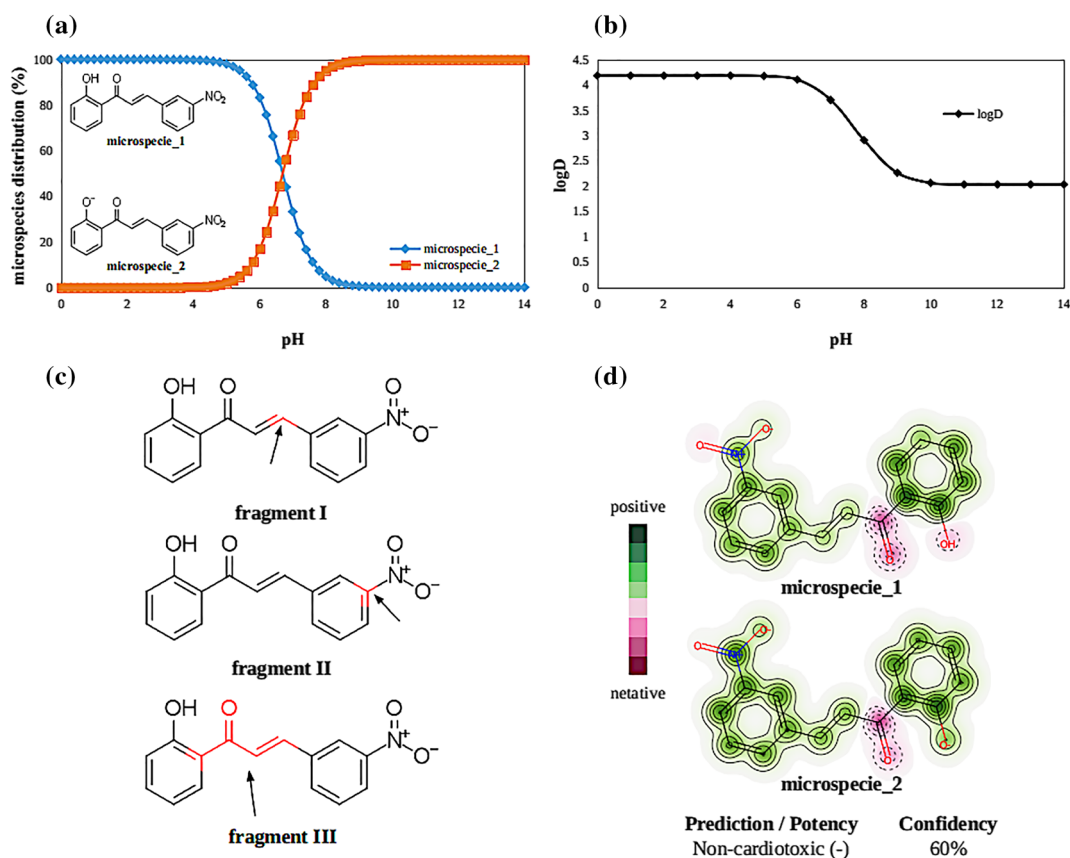 (a)
microspecies distribution (%)
100
80
60
40
20
0
OH O
NO2
microspecie_1
O- O
NO2
microspecie_2
microspecie_1
microspecie_2
0 2 4 6 8 10 12 14
pH
(b)
logD
4.5
4
3.5
3
2.5
2
1.5
1
0.5
0
logD
0 2 4 6 8 10 12 14
pH
(c)
OH O O
N+
O-
fragment I
OH O O
N+
O-
fragment II
OH O O
N+
O-
fragment III
(d)
positive
netative
O O-
N+
O OH
microspecie_1
O O-
N+
O O-
microspecie_2
Prediction / Potency Confidency
Non-cardiotoxic (-) 60%